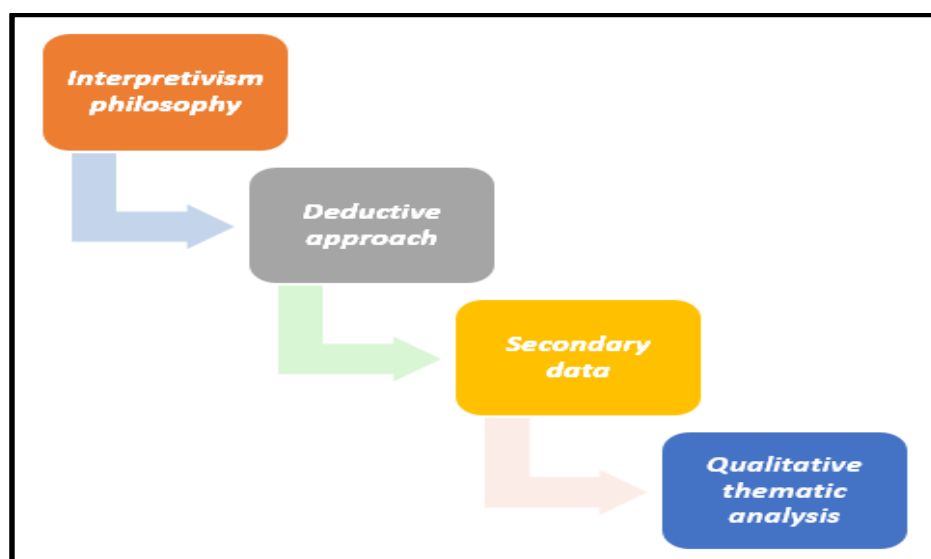 Interpretivism
philosophy
Deductive
approach
Secondary
data
Qualitative
thematic
analysis